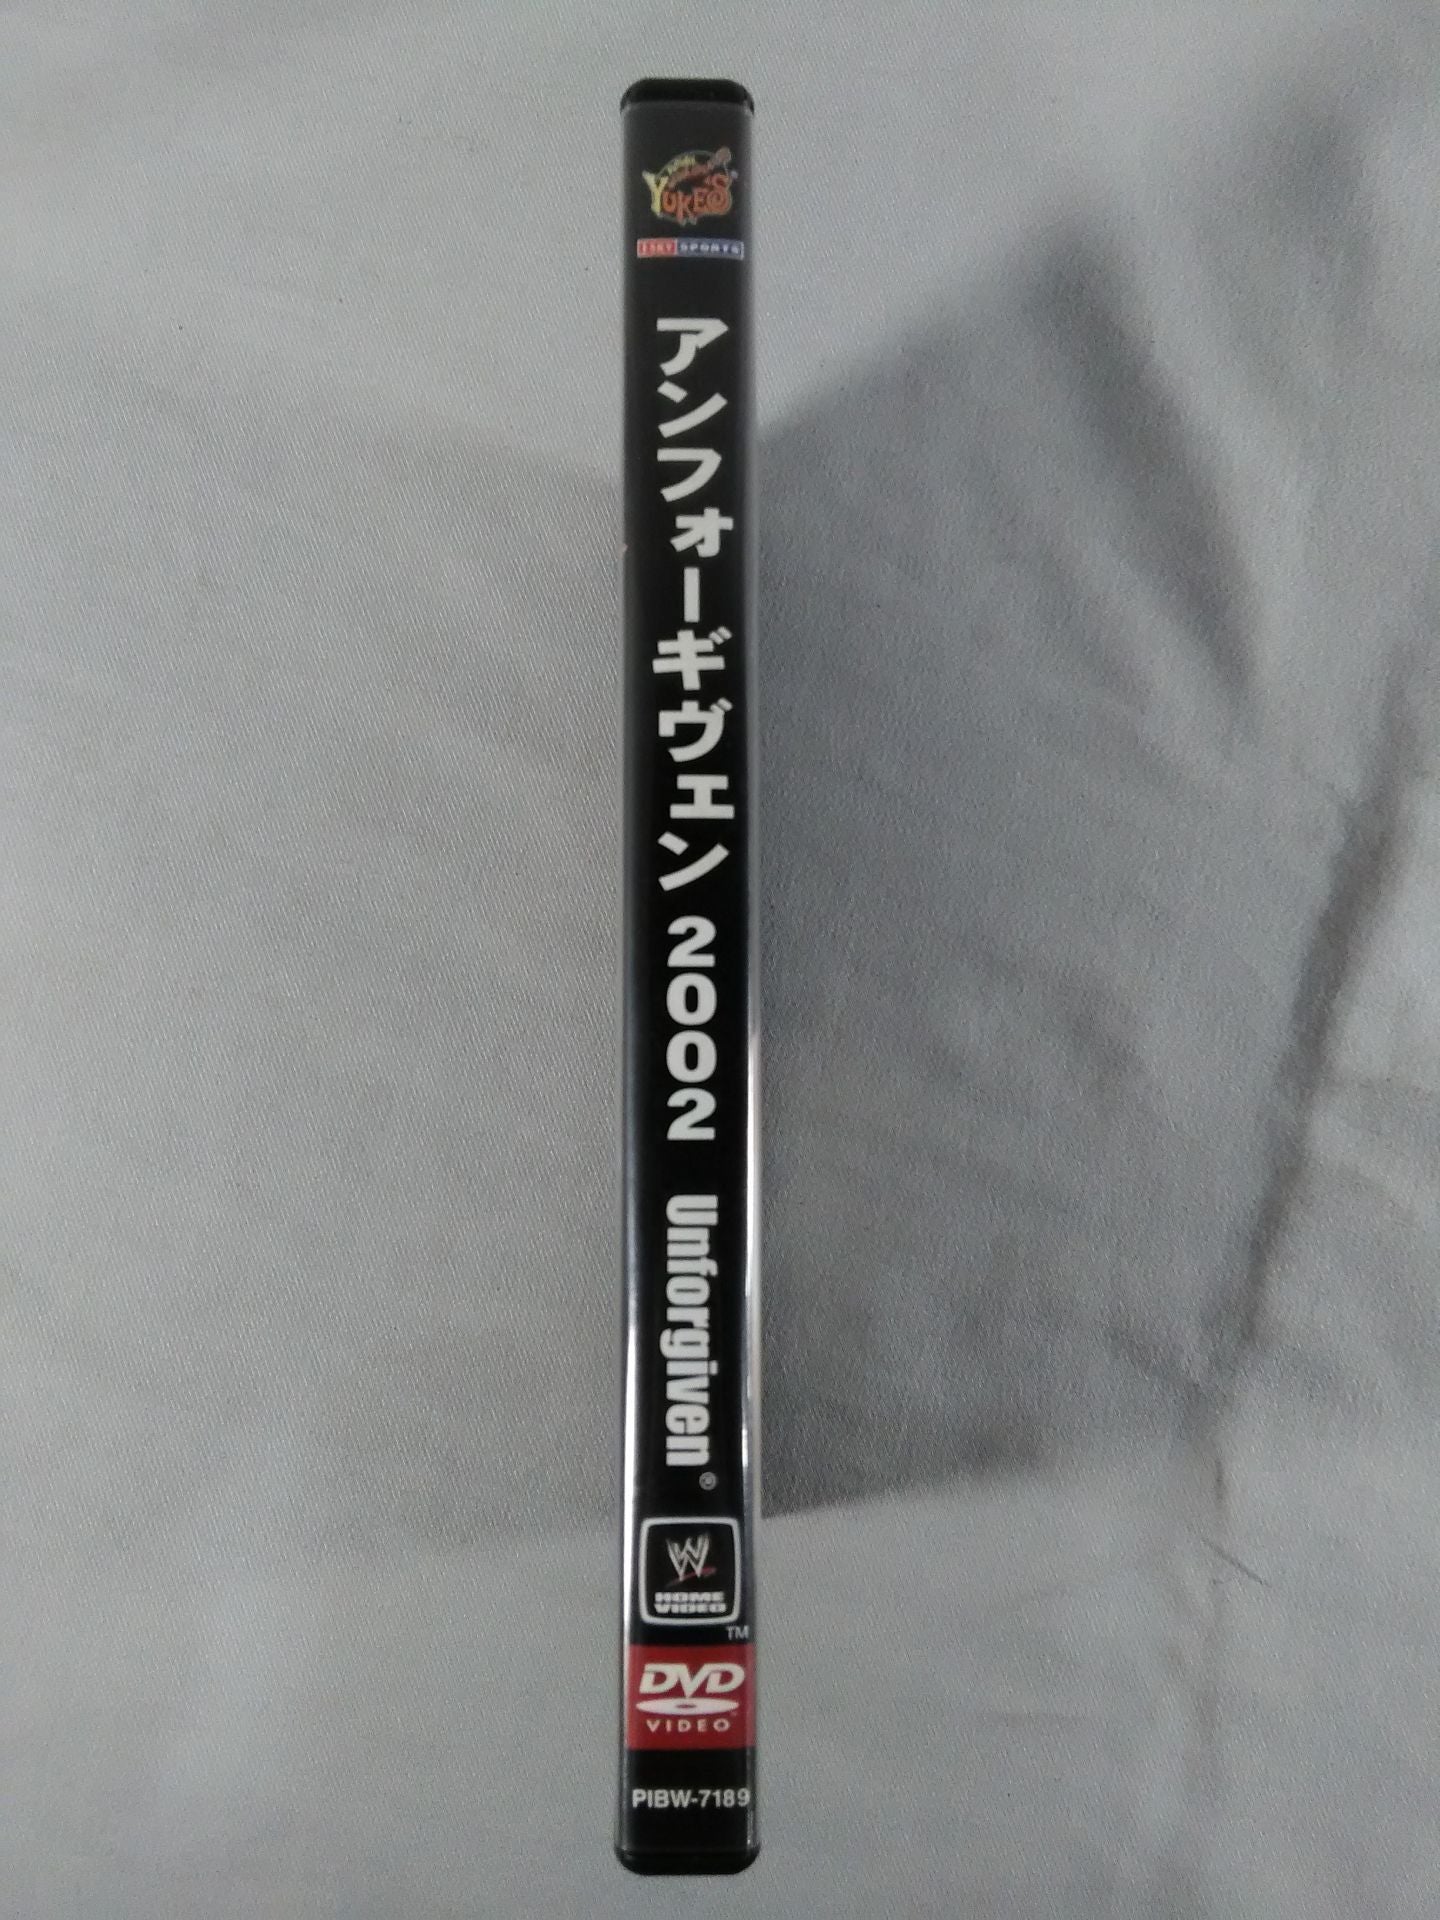 YUKE'S
J SKY SPORTS
アンフォーギヴェン 2002
Unforgiven®
W
HOME
VIDEO
TM
DVD
VIDEO
PIBW-7189